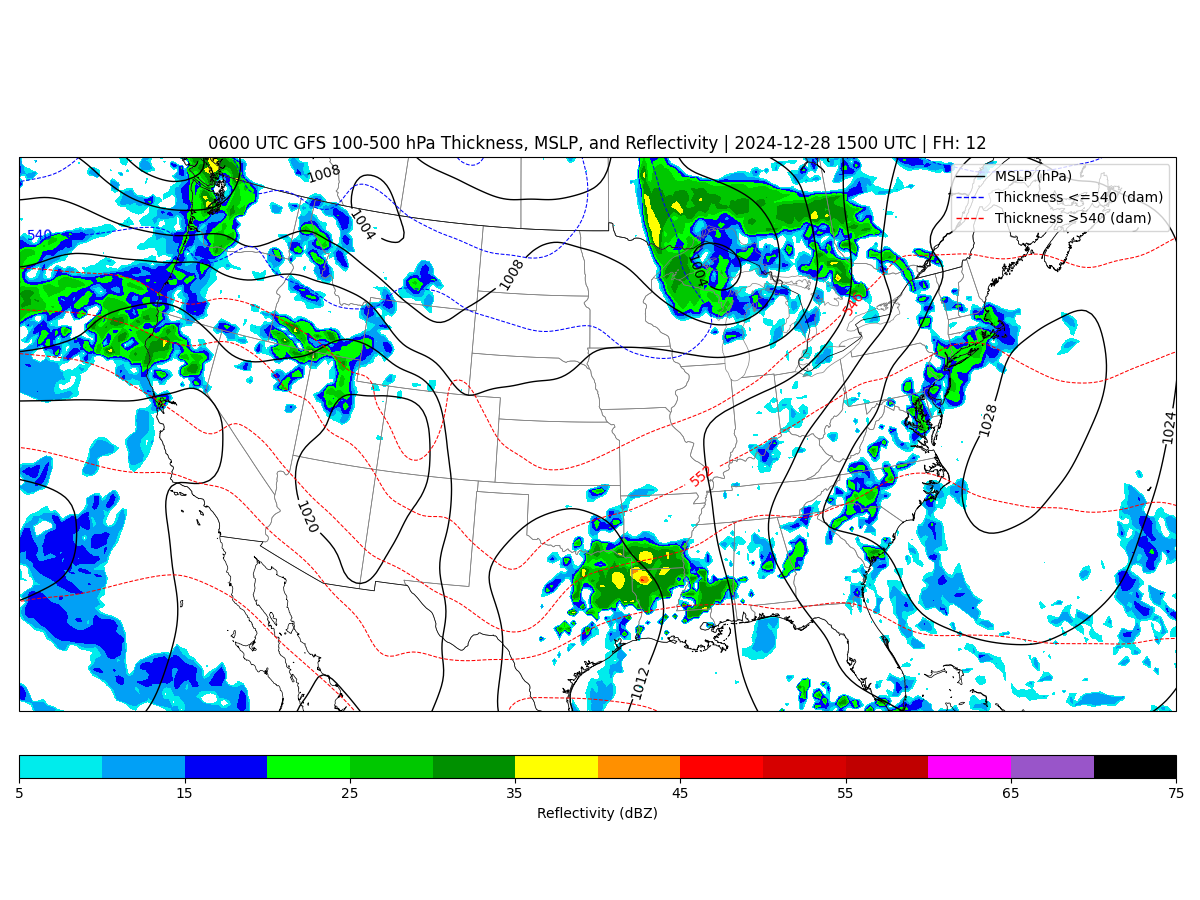 0600 UTC GFS 100-500 hPa Thickness, MSLP, and Reflectivity | 2024-12-28 1500 UTC | FH: 12
MSLP (hPa)
Thickness <=540 (dam)
Thickness >540 (dam)
1008
1004
540
1008
1004
1028
1024
552
1020
1012
5 15 25 35 45 55 65 75
Reflectivity (dBZ)